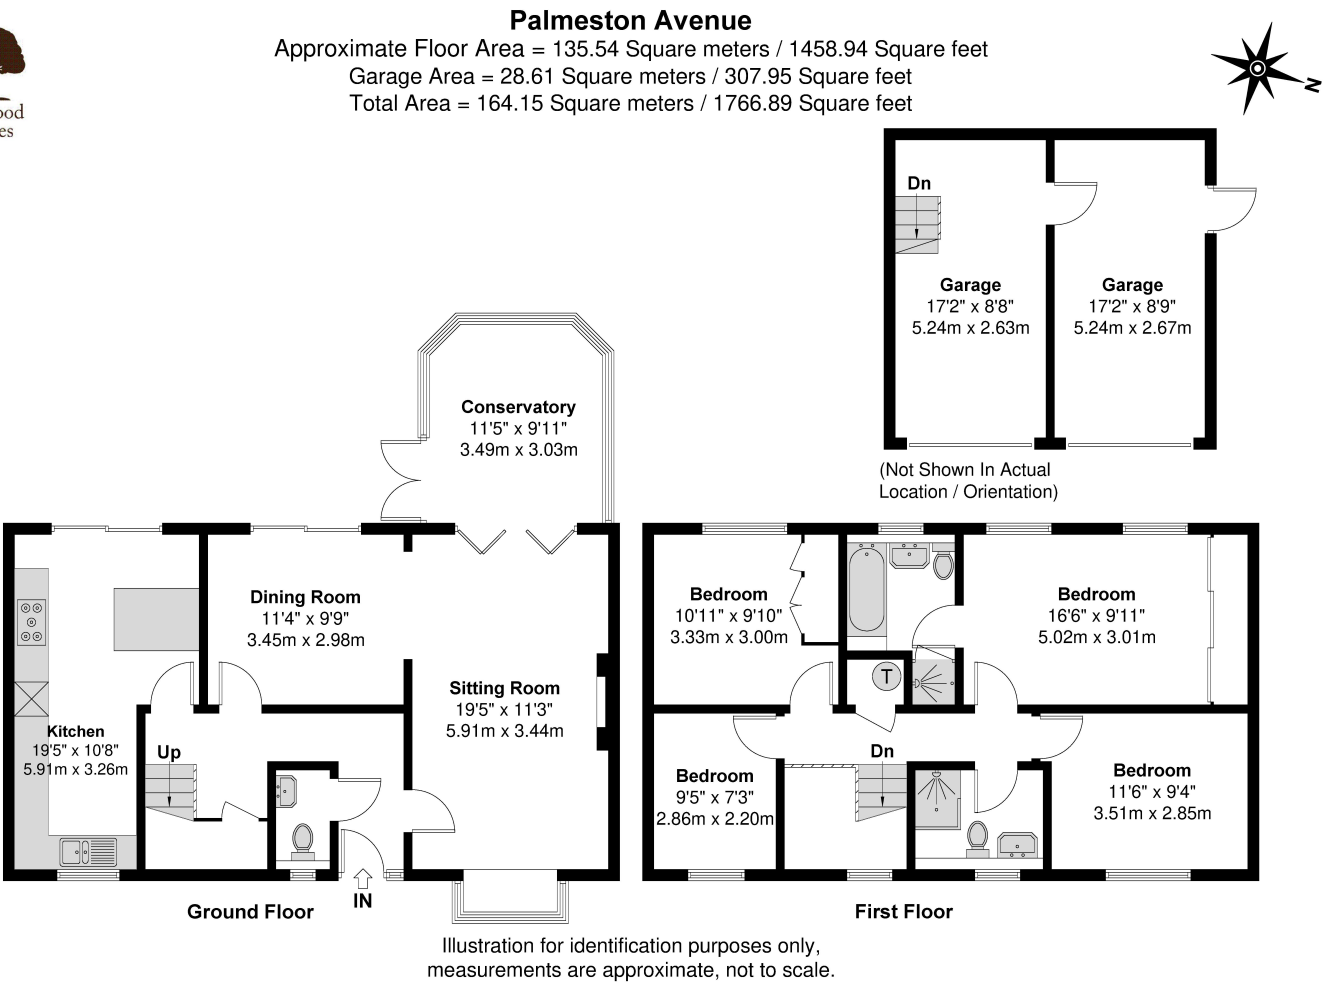 Palmeston Avenue
Approximate Floor Area = 135.54 Square meters / 1458.94 Square feet
Garage Area = 28.61 Square meters / 307.95 Square feet
Total Area = 164.15 Square meters / 1766.89 Square feet
N
Dn
Garage
17'2" x 8'8"
5.24m x 2.63m
Garage
17'2" x 8'9"
5.24m x 2.67m
(Not Shown In Actual
Location / Orientation)
Conservatory
11'5" x 9'11"
3.49m x 3.03m
Dining Room
11'4" x 9'9"
3.45m x 2.98m
Sitting Room
19'5" x 11'3"
5.91m x 3.44m
Kitchen
19'5" x 10'8"
5.91m x 3.26m
Up
IN
Ground Floor
Bedroom
10'11" x 9'10"
3.33m x 3.00m
Bedroom
16'6" x 9'11"
5.02m x 3.01m
T
Dn
Bedroom
9'5" x 7'3"
2.86m x 2.20m
Bedroom
11'6" x 9'4"
3.51m x 2.85m
First Floor
Illustration for identification purposes only,
measurements are approximate, not to scale.